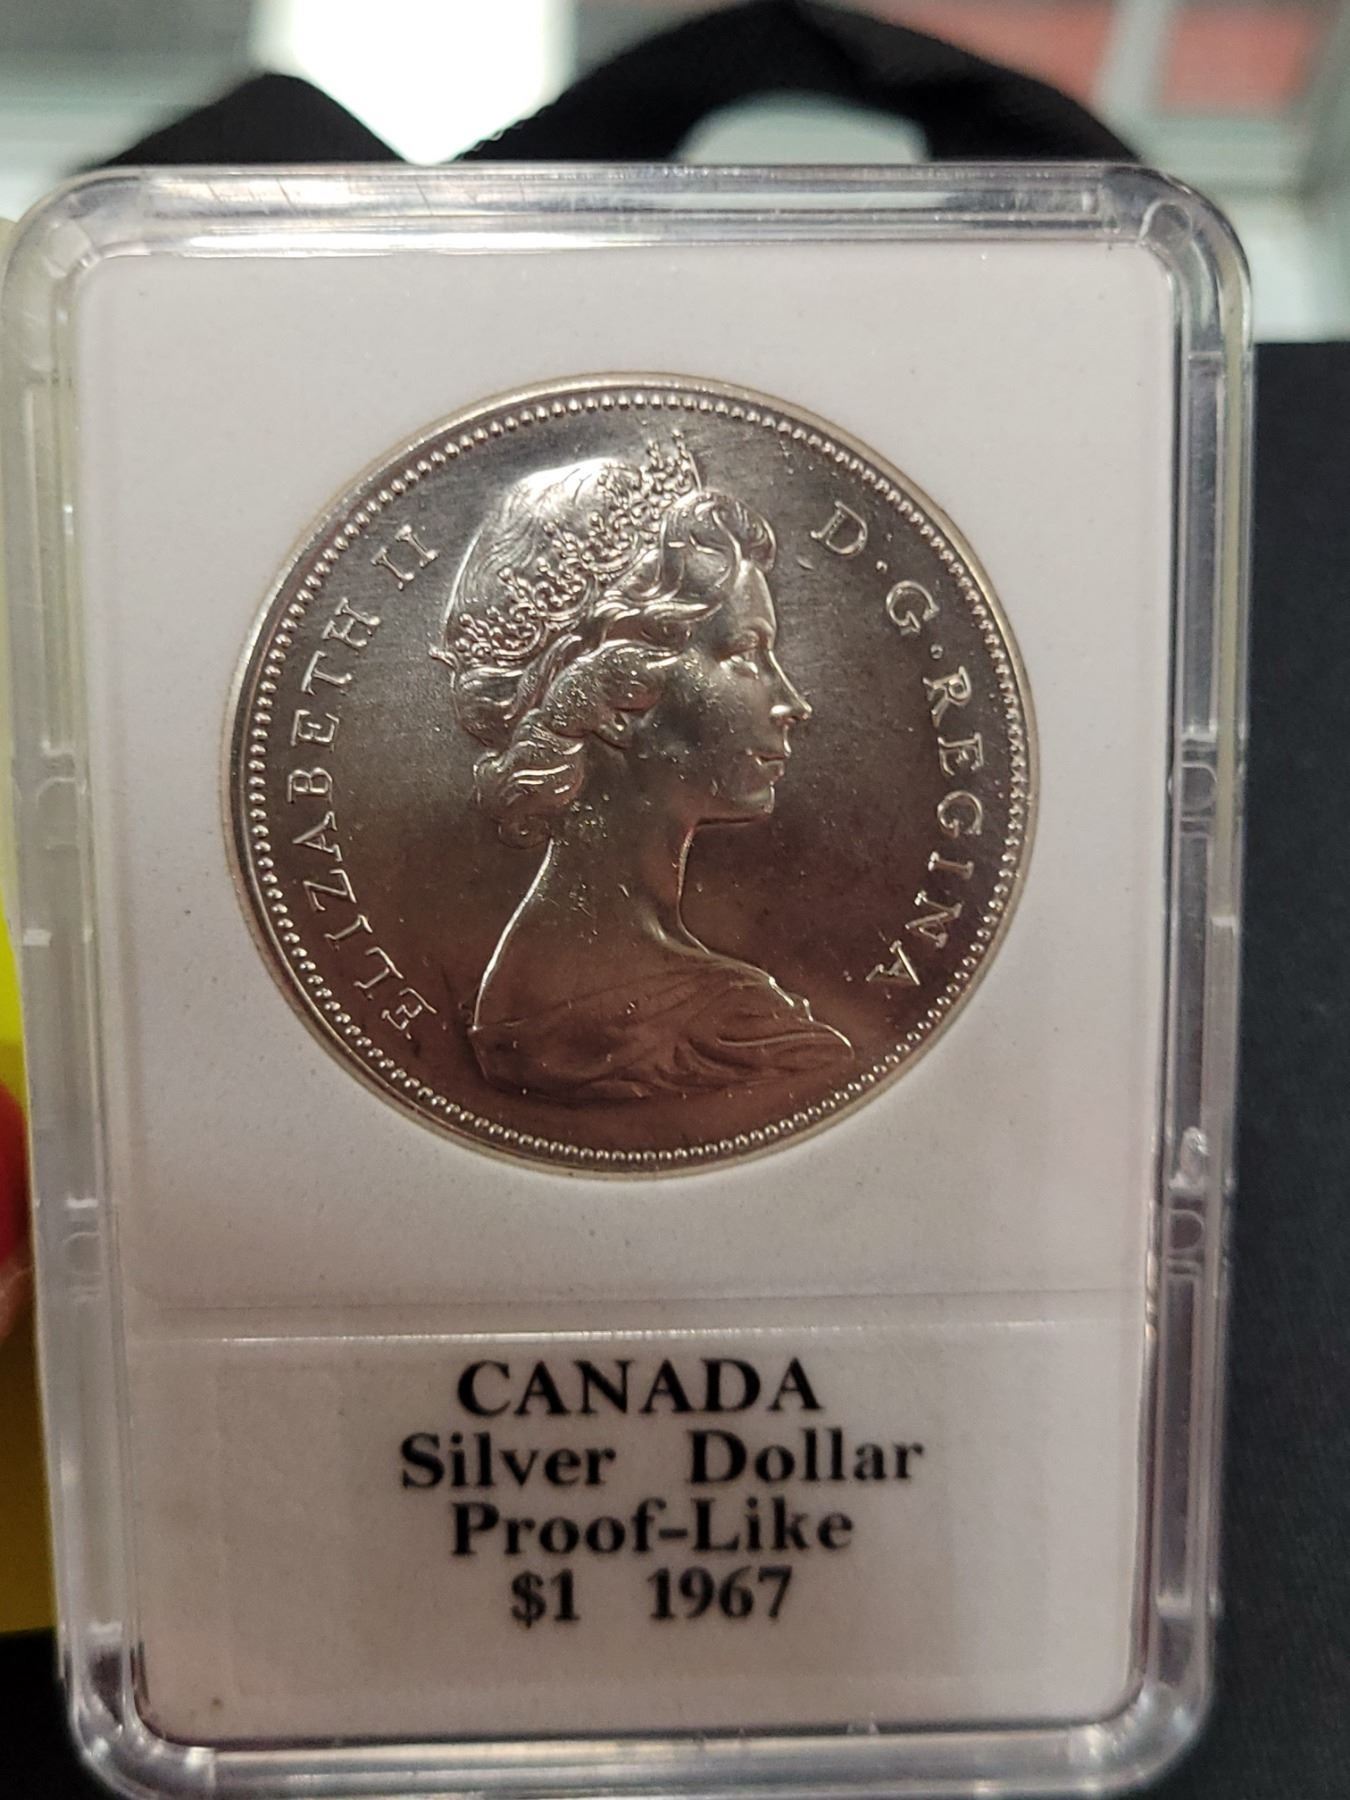 ELIZABETH II D·G·REGINA
CANADA
Silver Dollar
Proof-Like
$1 1967